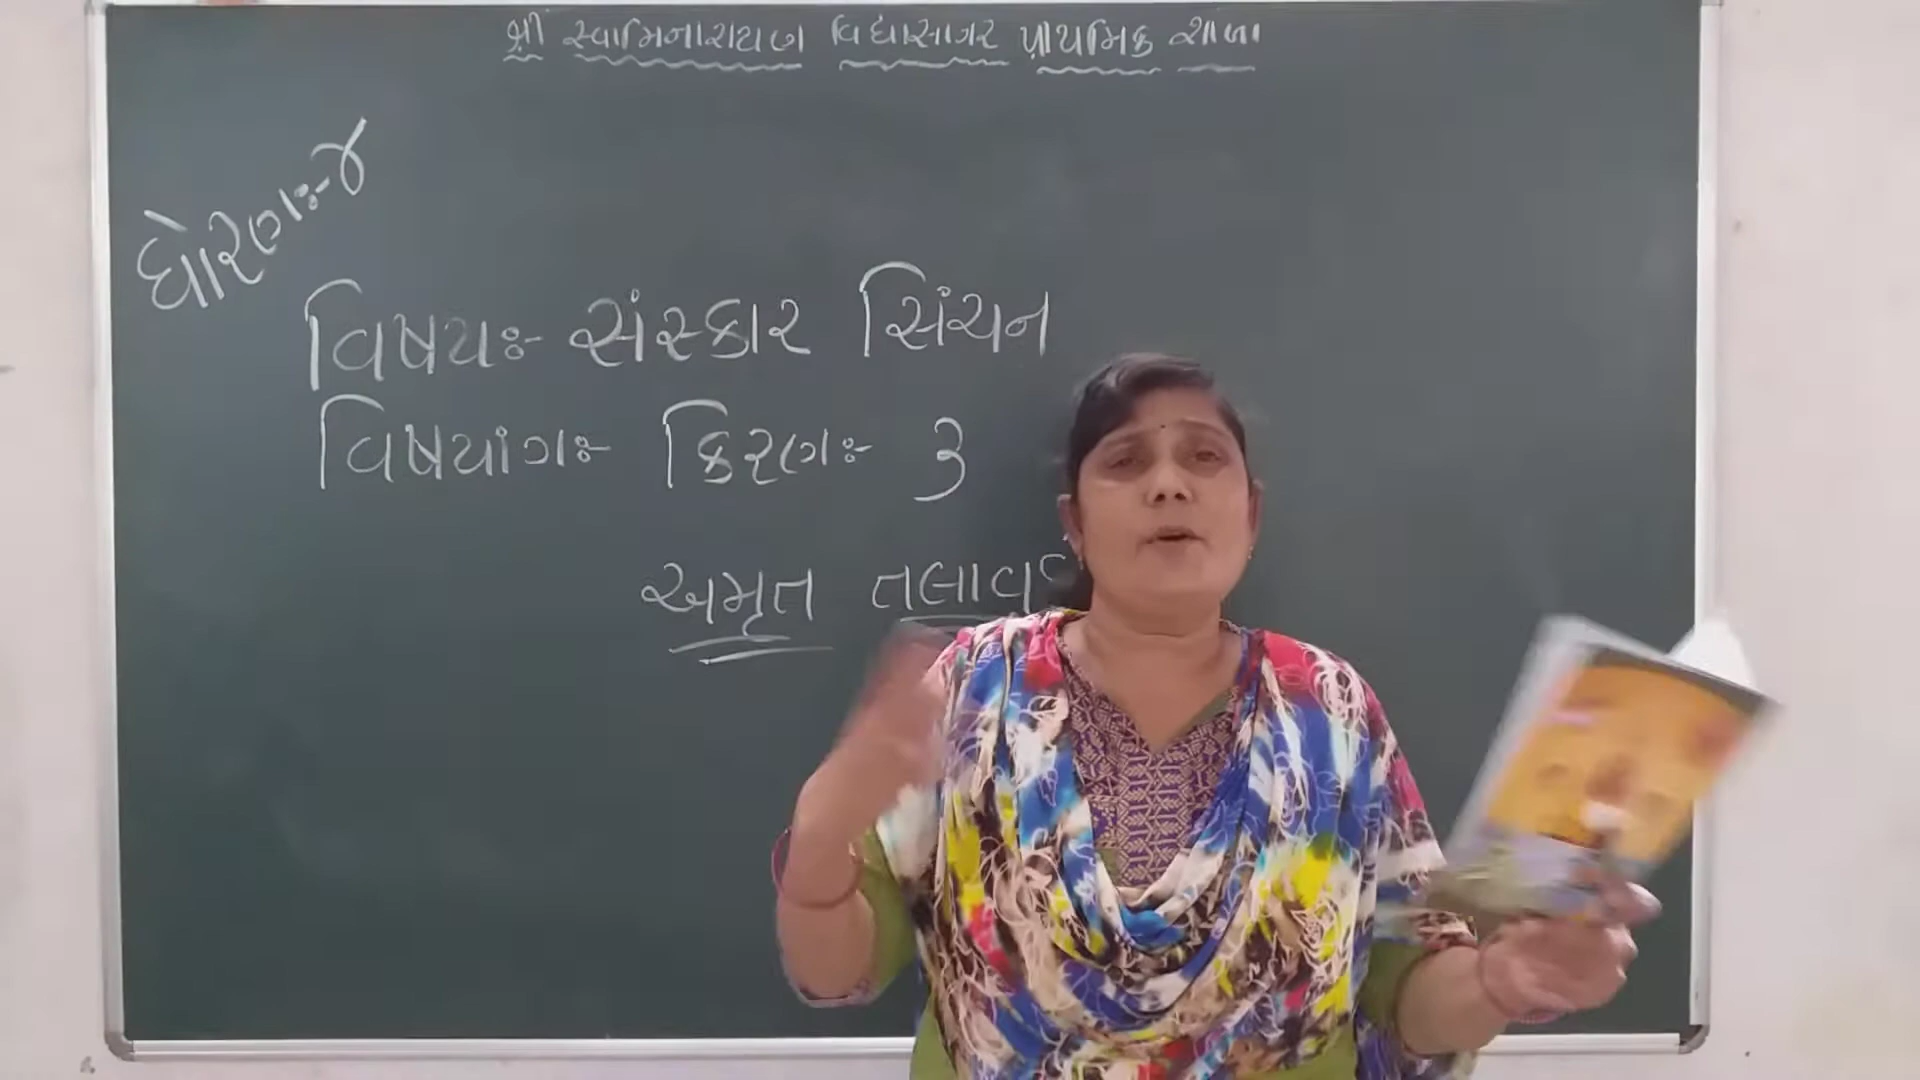 શ્રી સ્વામિનારાયણ વિદ્યાસાગર પ્રાથમિક શાળા
ધોરણઃ-૪
વિષયઃ- સંસ્કાર સિંચન
વિષયાંગઃ- કિરણઃ- ૩
અમૃત